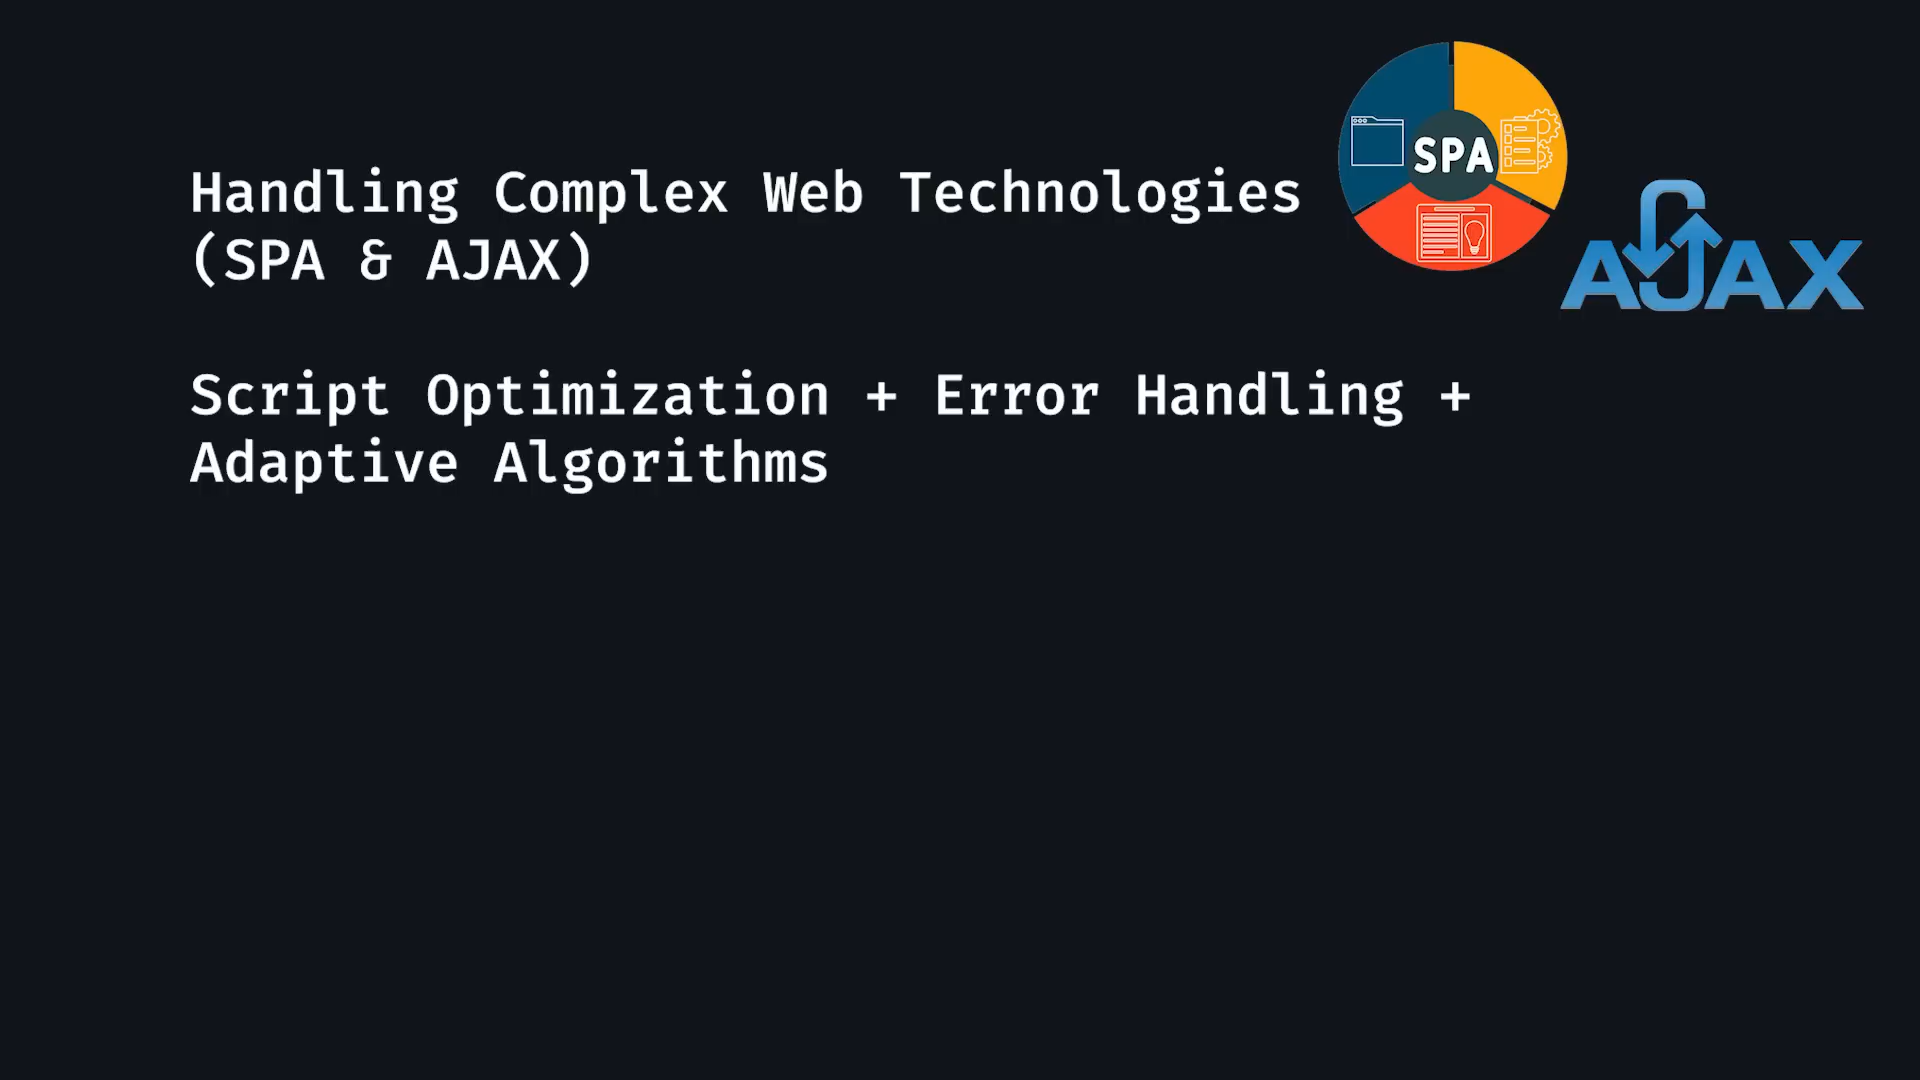 Handling Complex Web Technologies
(SPA & AJAX)
SPA
AJAX
Script Optimization + Error Handling +
Adaptive Algorithms